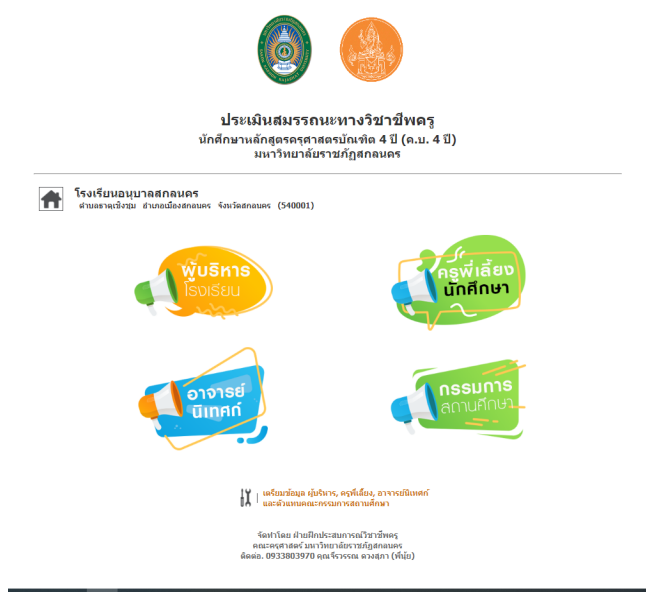 ประเมินสมรรถนะทางวิชาชีพครู
นักศึกษาหลักสูตรครุศาสตรบัณฑิต 4 ปี (ค.บ. 4 ปี)
มหาวิทยาลัยราชภัฏสกลนคร
โรงเรียนอนุบาลสกลนคร
ตำบลธาตุเชิงชุม อำเภอเมืองสกลนคร จังหวัดสกลนคร (540001)
ผู้บริหาร
โรงเรียน
ครูพี่เลี้ยง
นักศึกษา
อาจารย์
นิเทศก์
กรรมการ
สถานศึกษา
เตรียมข้อมูล ผู้บริหาร, ครูพี่เลี้ยง, อาจารย์นิเทศก์
และตัวแทนคณะกรรมการสถานศึกษา
จัดทำโดย ฝ่ายฝึกประสบการณ์วิชาชีพครู
คณะครุศาสตร์ มหาวิทยาลัยราชภัฏสกลนคร
ติดต่อ. 0933803970 คุณจีรวรรณ ดวงสุภา (พี่นุ้ย)